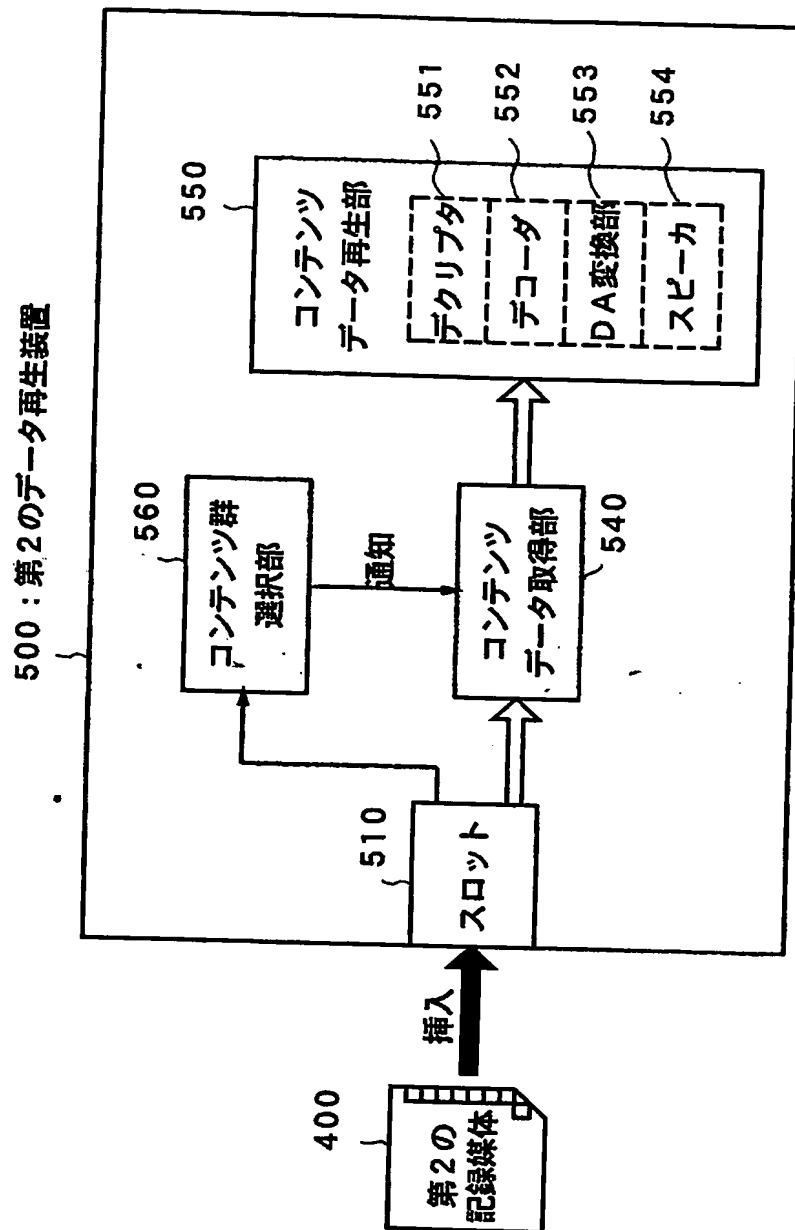 500：第2のデータ再生装置
550
コンテンツ
データ再生部
551
デクリプタ
552
デコーダ
553
DA変換部
554
スピーカ
560
コンテンツ群
選択部
通知
コンテンツ
データ取得部
540
510
スロット
挿入
400
第2の
記録媒体